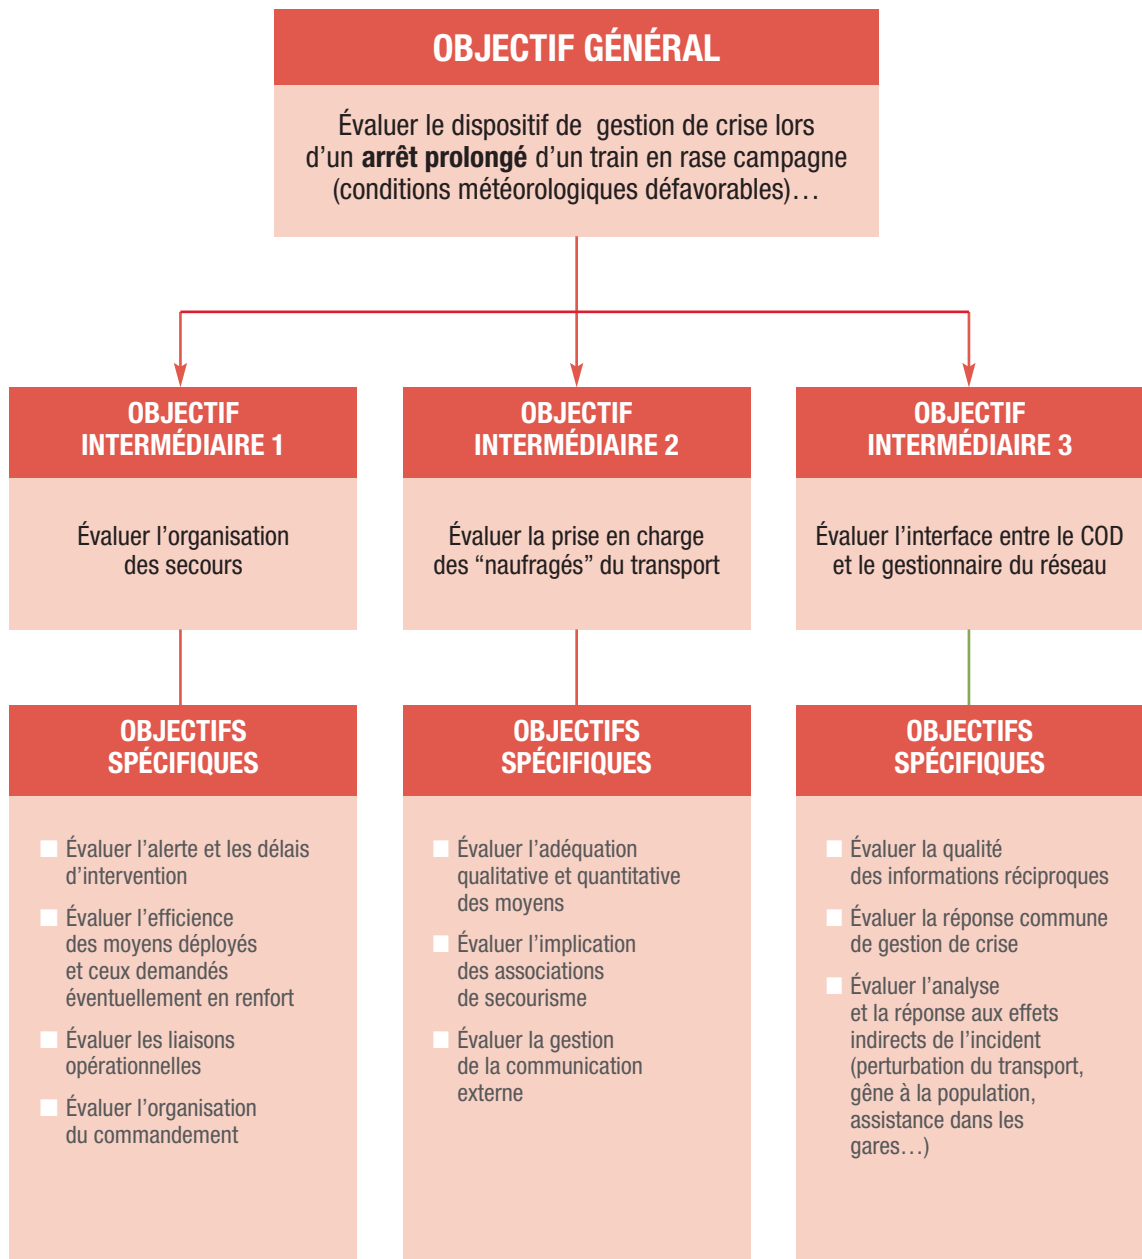 OBJECTIF GÉNÉRAL
Évaluer le dispositif de gestion de crise lors
d’un arrêt prolongé d’un train en rase campagne
(conditions météorologiques défavorables)…
OBJECTIF
INTERMÉDIAIRE 1
Évaluer l’organisation
des secours
OBJECTIF
INTERMÉDIAIRE 2
Évaluer la prise en charge
des “naufragés” du transport
OBJECTIF
INTERMÉDIAIRE 3
Évaluer l’interface entre le COD
et le gestionnaire du réseau
OBJECTIFS
SPÉCIFIQUES
Évaluer l’alerte et les délais
d’intervention
Évaluer l’efficience
des moyens déployés
et ceux demandés
éventuellement en renfort
Évaluer les liaisons
opérationnelles
Évaluer l’organisation
du commandement
OBJECTIFS
SPÉCIFIQUES
Évaluer l’adéquation
qualitative et quantitative
des moyens
Évaluer l’implication
des associations
de secourisme
Évaluer la gestion
de la communication
externe
OBJECTIFS
SPÉCIFIQUES
Évaluer la qualité
des informations réciproques
Évaluer la réponse commune
de gestion de crise
Évaluer l’analyse
et la réponse aux effets
indirects de l’incident
(perturbation du transport,
gêne à la population,
assistance dans les
gares…)